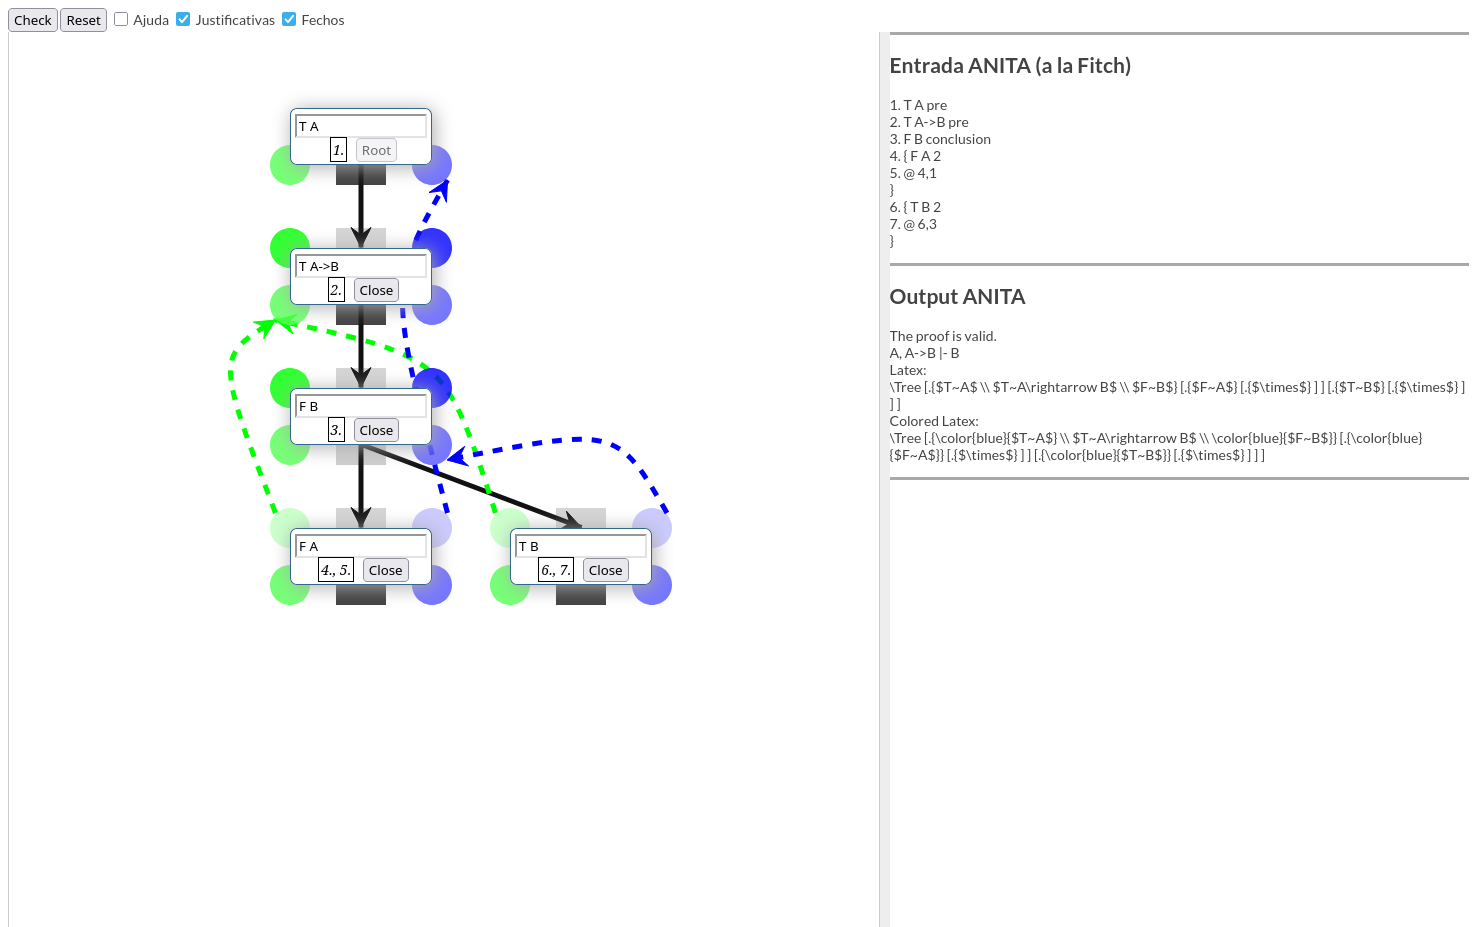 Check Reset Ajuda Justificativas Fechos
T A
1. Root
T A->B
2. Close
F B
3. Close
F A
4., 5. Close
T B
6., 7. Close
Entrada ANITA (a la Fitch)
1. T A pre
2. T A->B pre
3. F B conclusion
4. { F A 2
5. @ 4,1
}
6. { T B 2
7. @ 6,3
}
Output ANITA
The proof is valid.
A, A->B |- B
Latex:
\Tree [.{$T~A$ \\ $T~A\rightarrow B$ \\ $F~B$} [.{$F~A$} [.{$\times$} ] ] [.{$T~B$} [.{$\times$} ]
] ]
Colored Latex:
\Tree [.{\color{blue}{$T~A$} \\ $T~A\rightarrow B$ \\ \color{blue}{$F~B$}} [.{\color{blue}
{$F~A$}} [.{$\times$} ] ] [.{\color{blue}{$T~B$}} [.{$\times$} ] ] ]